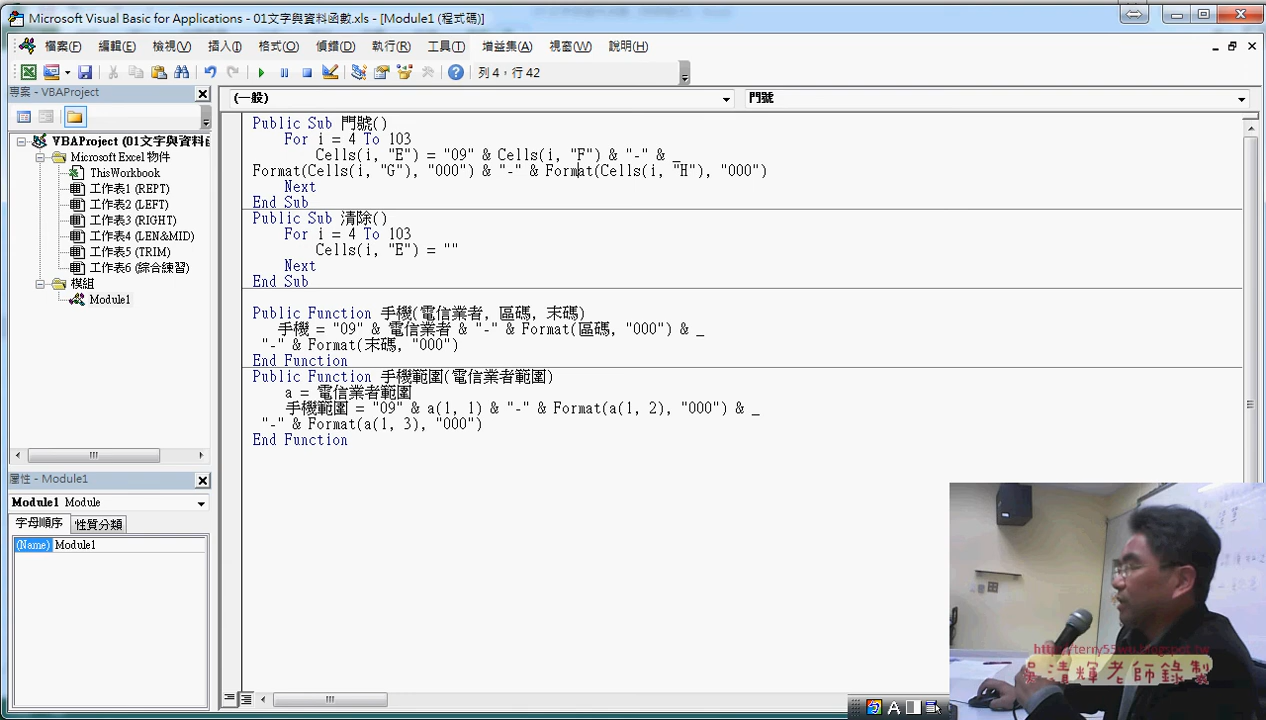 Microsoft Visual Basic for Applications - 01文字與資料函數.xls - [Module1 (程式碼)]
檔案(F) 編輯(E) 檢視(V) 插入(I) 格式(O) 偵錯(D) 執行(R) 工具(T) 增益集(A) 視窗(W) 說明(H)
列 4，行 42
專案 - VBAProject
(一般) 門號
VBAProject (01文字與資料函
Microsoft Excel 物件
ThisWorkbook
工作表1 (REPT)
工作表2 (LEFT)
工作表3 (RIGHT)
工作表4 (LEN&MID)
工作表5 (TRIM)
工作表6 (綜合練習)
模組
Module1
屬性 - Module1
Module1 Module
字母順序 性質分類
(Name) Module1
Public Sub 門號()
For i = 4 To 103
Cells(i, "E") = "09" & Cells(i, "F") & "-" & _
Format(Cells(i, "G"), "000") & "-" & Format(Cells(i, "H"), "000")
Next
End Sub
Public Sub 清除()
For i = 4 To 103
Cells(i, "E") = ""
Next
End Sub
Public Function 手機(電信業者, 區碼, 末碼)
手機 = "09" & 電信業者 & "-" & Format(區碼, "000") & _
"-" & Format(末碼, "000")
End Function
Public Function 手機範圍(電信業者範圍)
a = 電信業者範圍
手機範圍 = "09" & a(1, 1) & "-" & Format(a(1, 2), "000") & _
"-" & Format(a(1, 3), "000")
End Function
http://terry55wu.blogspot.tw
吳清輝老師錄製